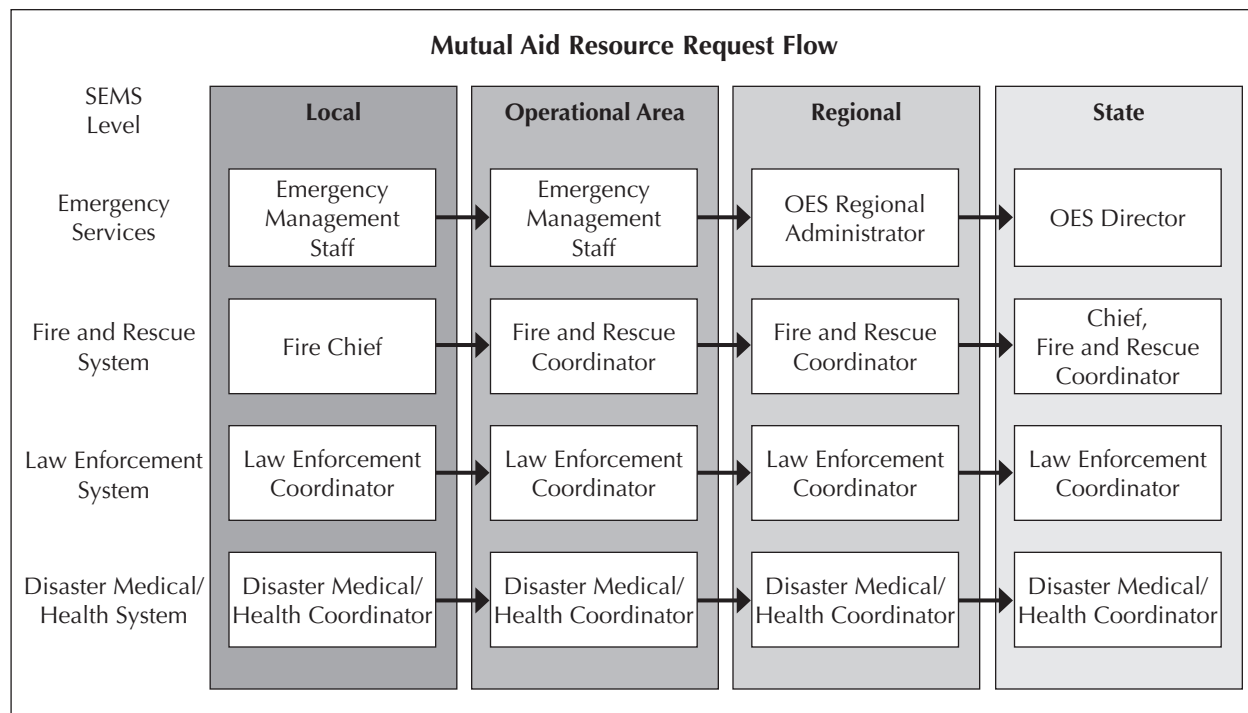 Mutual Aid Resource Request Flow
SEMS
Level
Local
Operational Area
Regional
State
Emergency
Services
Emergency
Management
Staff
Emergency
Management
Staff
OES Regional
Administrator
OES Director
Fire and Rescue
System
Fire Chief
Fire and Rescue
Coordinator
Fire and Rescue
Coordinator
Chief,
Fire and Rescue
Coordinator
Law Enforcement
System
Law Enforcement
Coordinator
Law Enforcement
Coordinator
Law Enforcement
Coordinator
Law Enforcement
Coordinator
Disaster Medical/
Health System
Disaster Medical/
Health Coordinator
Disaster Medical/
Health Coordinator
Disaster Medical/
Health Coordinator
Disaster Medical/
Health Coordinator